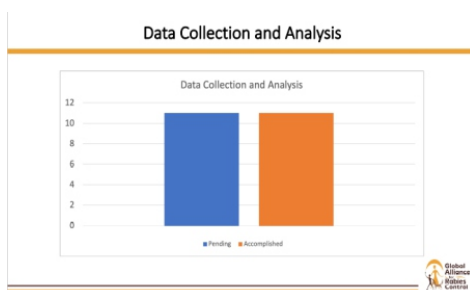 Data Collection and Analysis
Data Collection and Analysis
12
10
8
6
4
2
0
Pending Accomplished
Global
Alliance
for
Rabies
Control